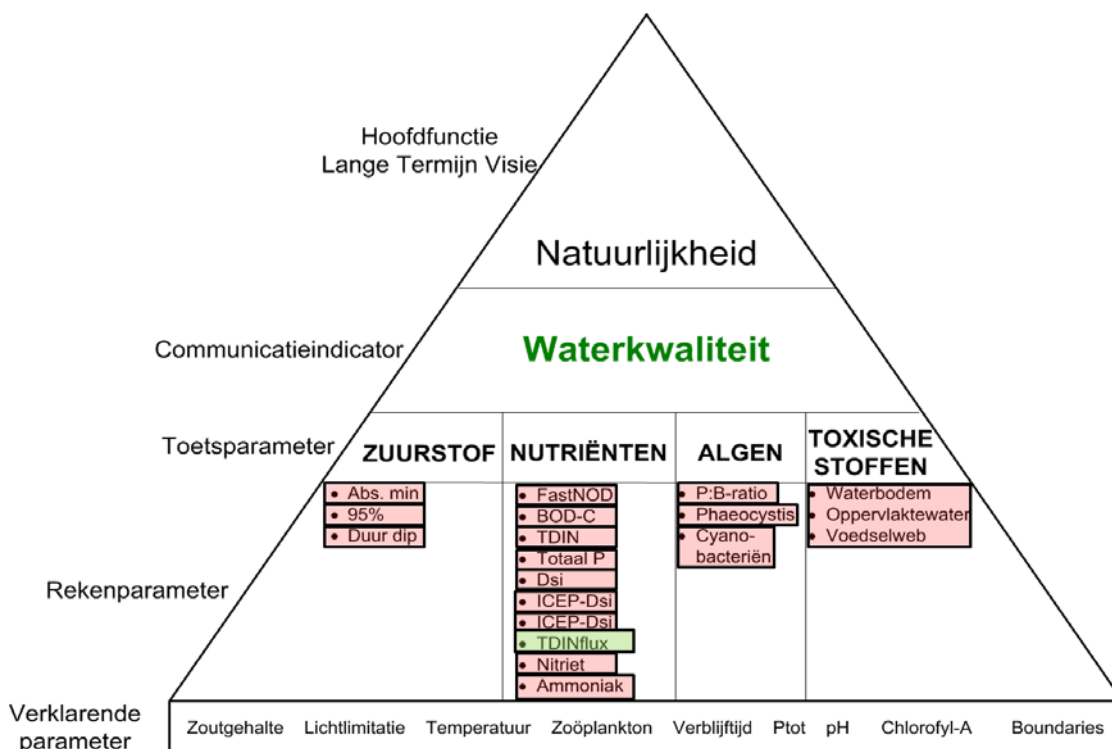 Hoofdfunctie
Lange Termijn Visie
Natuurlijkheid
Communicatieindicator
Waterkwaliteit
Toetsparameter
ZUURSTOF
NUTRIËNTEN
ALGEN
TOXISCHE
STOFFEN
Rekenparameter
• Abs. min
• 95%
• Duur dip
• FastNOD
• BOD-C
• TDIN
• Totaal P
• Dsi
• ICEP-Dsi
• ICEP-Dsi
• TDINflux
• Nitriet
• Ammoniak
• P:B-ratio
• Phaeocystis
• Cyano-
bacteriën
• Waterbodem
• Oppervlaktewater
• Voedselweb
Verklarende
parameter
Zoutgehalte Lichtlimitatie Temperatuur Zoöplankton Verblijftijd Ptot pH Chlorofyl-A Boundaries